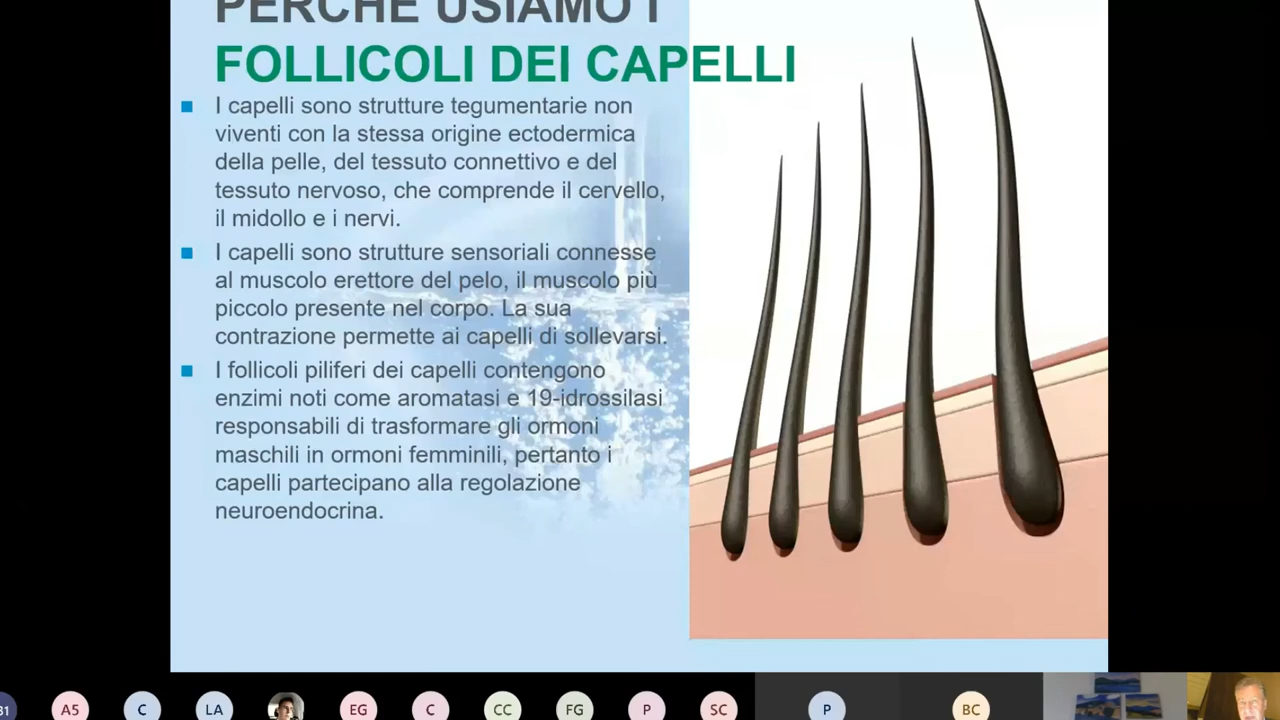 PERCHÉ USIAMO I
FOLLICOLI DEI CAPELLI
I capelli sono strutture tegumentarie non
viventi con la stessa origine ectodermica
della pelle, del tessuto connettivo e del
tessuto nervoso, che comprende il cervello,
il midollo e i nervi.
I capelli sono strutture sensoriali connesse
al muscolo erettore del pelo, il muscolo più
piccolo presente nel corpo. La sua
contrazione permette ai capelli di sollevarsi.
I follicoli piliferi dei capelli contengono
enzimi noti come aromatasi e 19-idrossilasi
responsabili di trasformare gli ormoni
maschili in ormoni femminili, pertanto i
capelli partecipano alla regolazione
neuroendocrina.
31 A5 C LA EG C CC FG P SC P BC